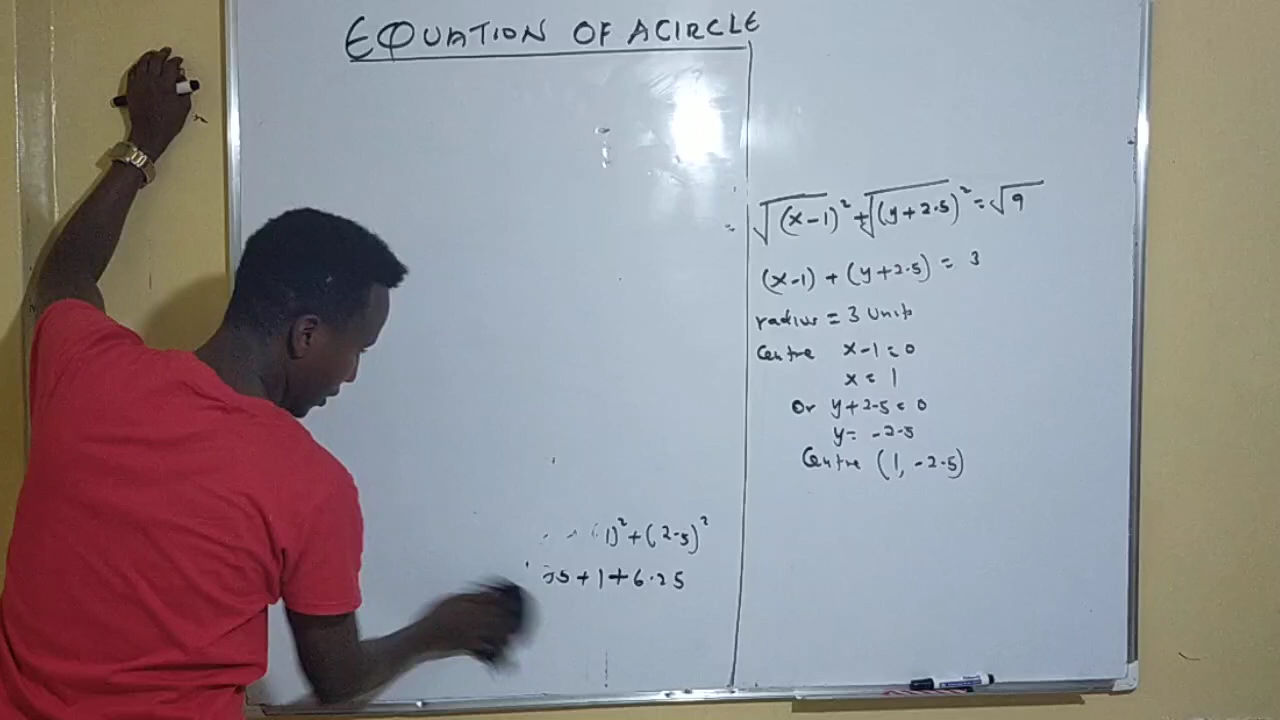 EQUATION OF A CIRCLE
1)² + (2.5)²
+ 1 + 6.25
= √(x-1)² + √(y+2.5)² = √9
(x-1) + (y+2.5) = 3
radius = 3 units
Centre x-1 = 0
x = 1
Or y+2.5 = 0
y = -2.5
Centre (1, -2.5)